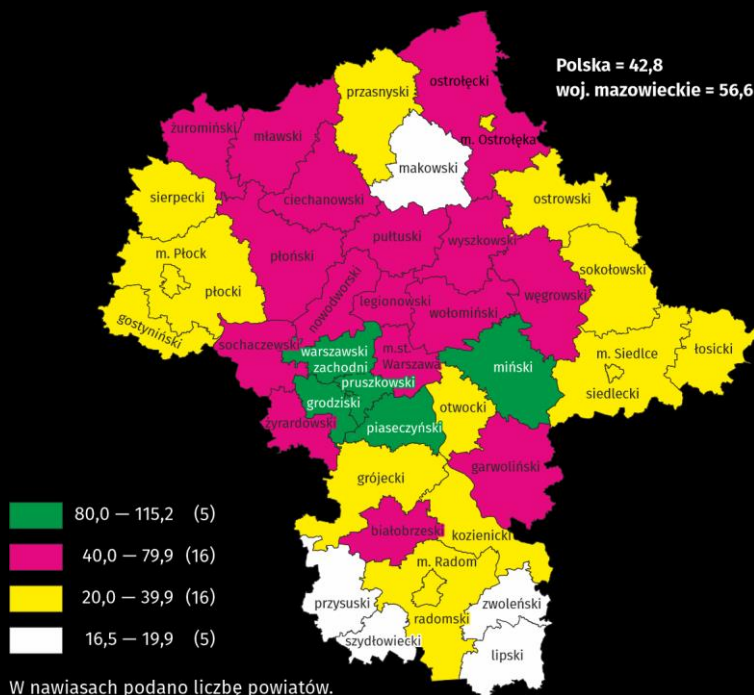 Polska = 42,8
woj. mazowieckie = 56,6
ostrołęcki
przasnyski
żuromiński
mławski
m. Ostrołęka
makowski
ciechanowski
sierpecki
ostrowski
pułtuski
wyszkowski
m. Płock
płoński
sokołowski
płocki
nowodworski
legionowski
węgrowski
wołomiński
gostyniński
sochaczewski
warszawski
zachodni
m.st.
Warszawa
m. Siedlce
łosicki
miński
pruszkowski
siedlecki
grodziski
otwocki
żyrardowski
piaseczyński
garwoliński
grójecki
białobrzeski
kozienicki
m. Radom
przysuski
zwoleński
radomski
szydłowiecki
lipski
80,0 — 115,2 (5)
40,0 — 79,9 (16)
20,0 — 39,9 (16)
16,5 — 19,9 (5)
W nawiasach podano liczbę powiatów.